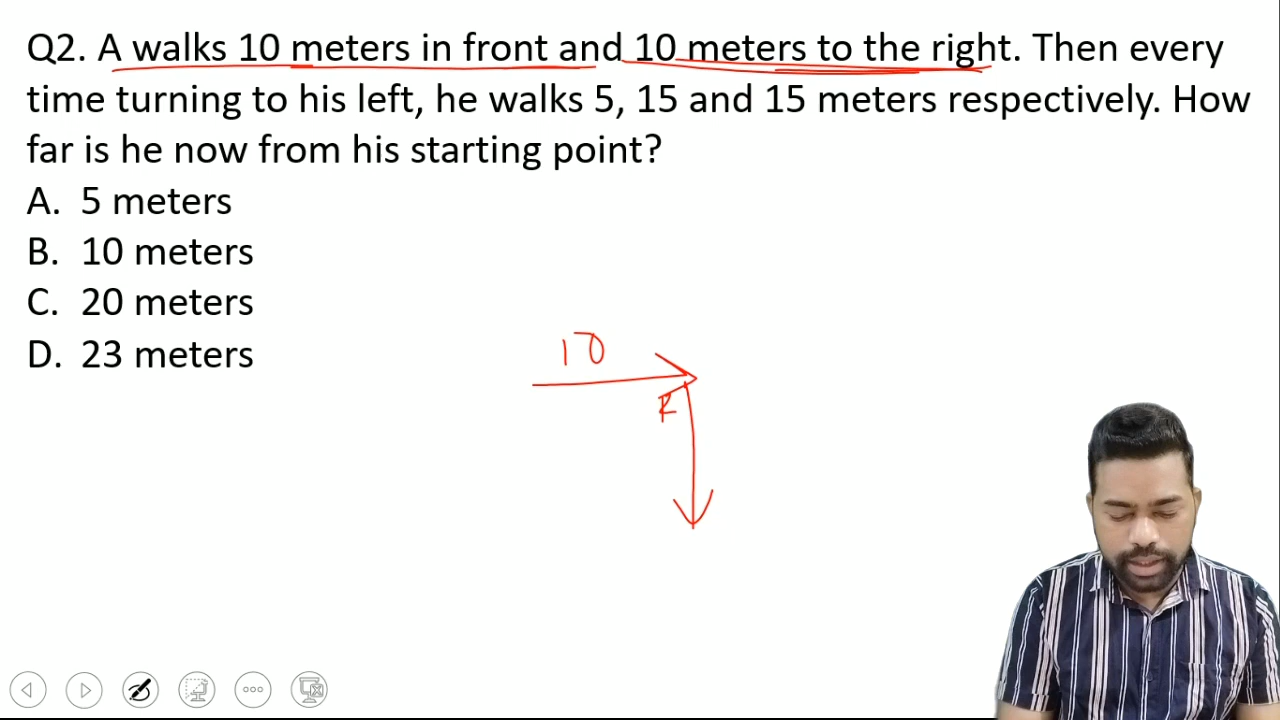 Q2. A walks 10 meters in front and 10 meters to the right. Then every
time turning to his left, he walks 5, 15 and 15 meters respectively. How
far is he now from his starting point?
A. 5 meters
B. 10 meters
C. 20 meters
D. 23 meters
10
R